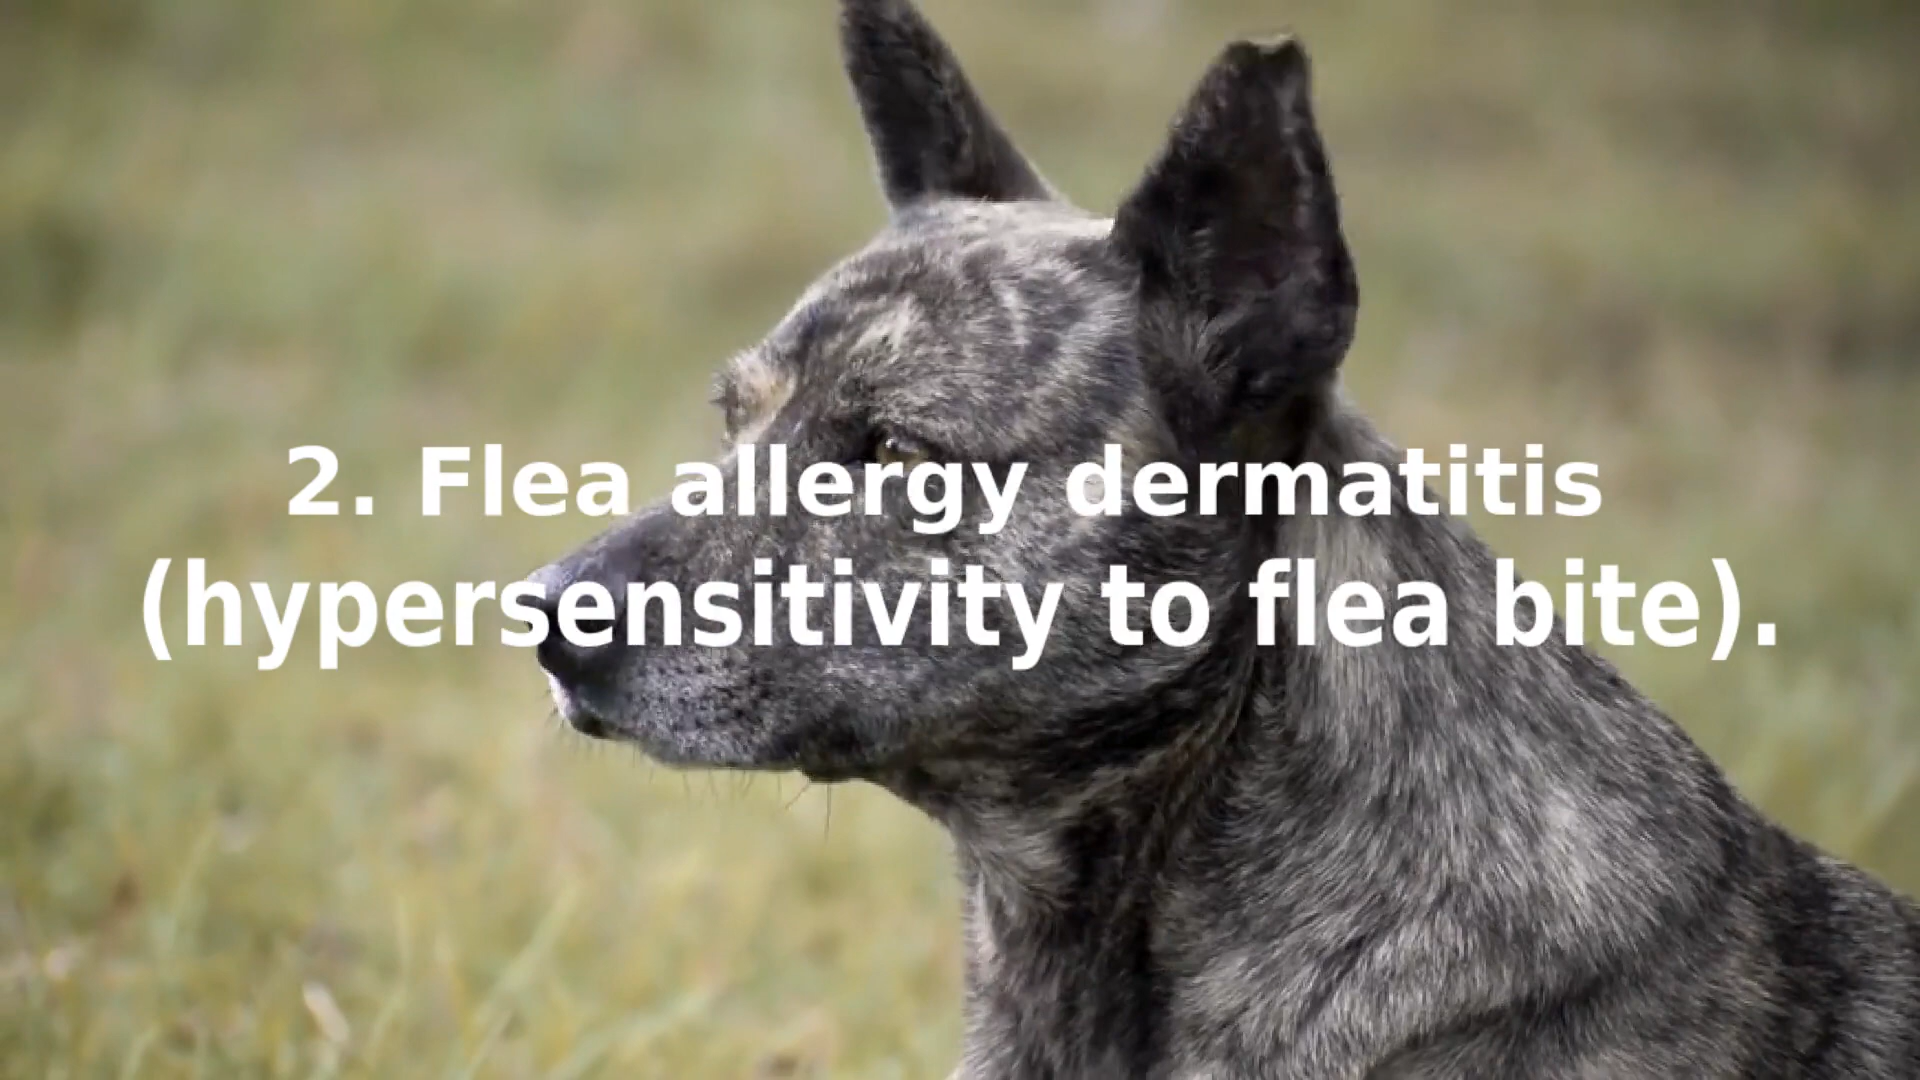 2. Flea allergy dermatitis
(hypersensitivity to flea bite).